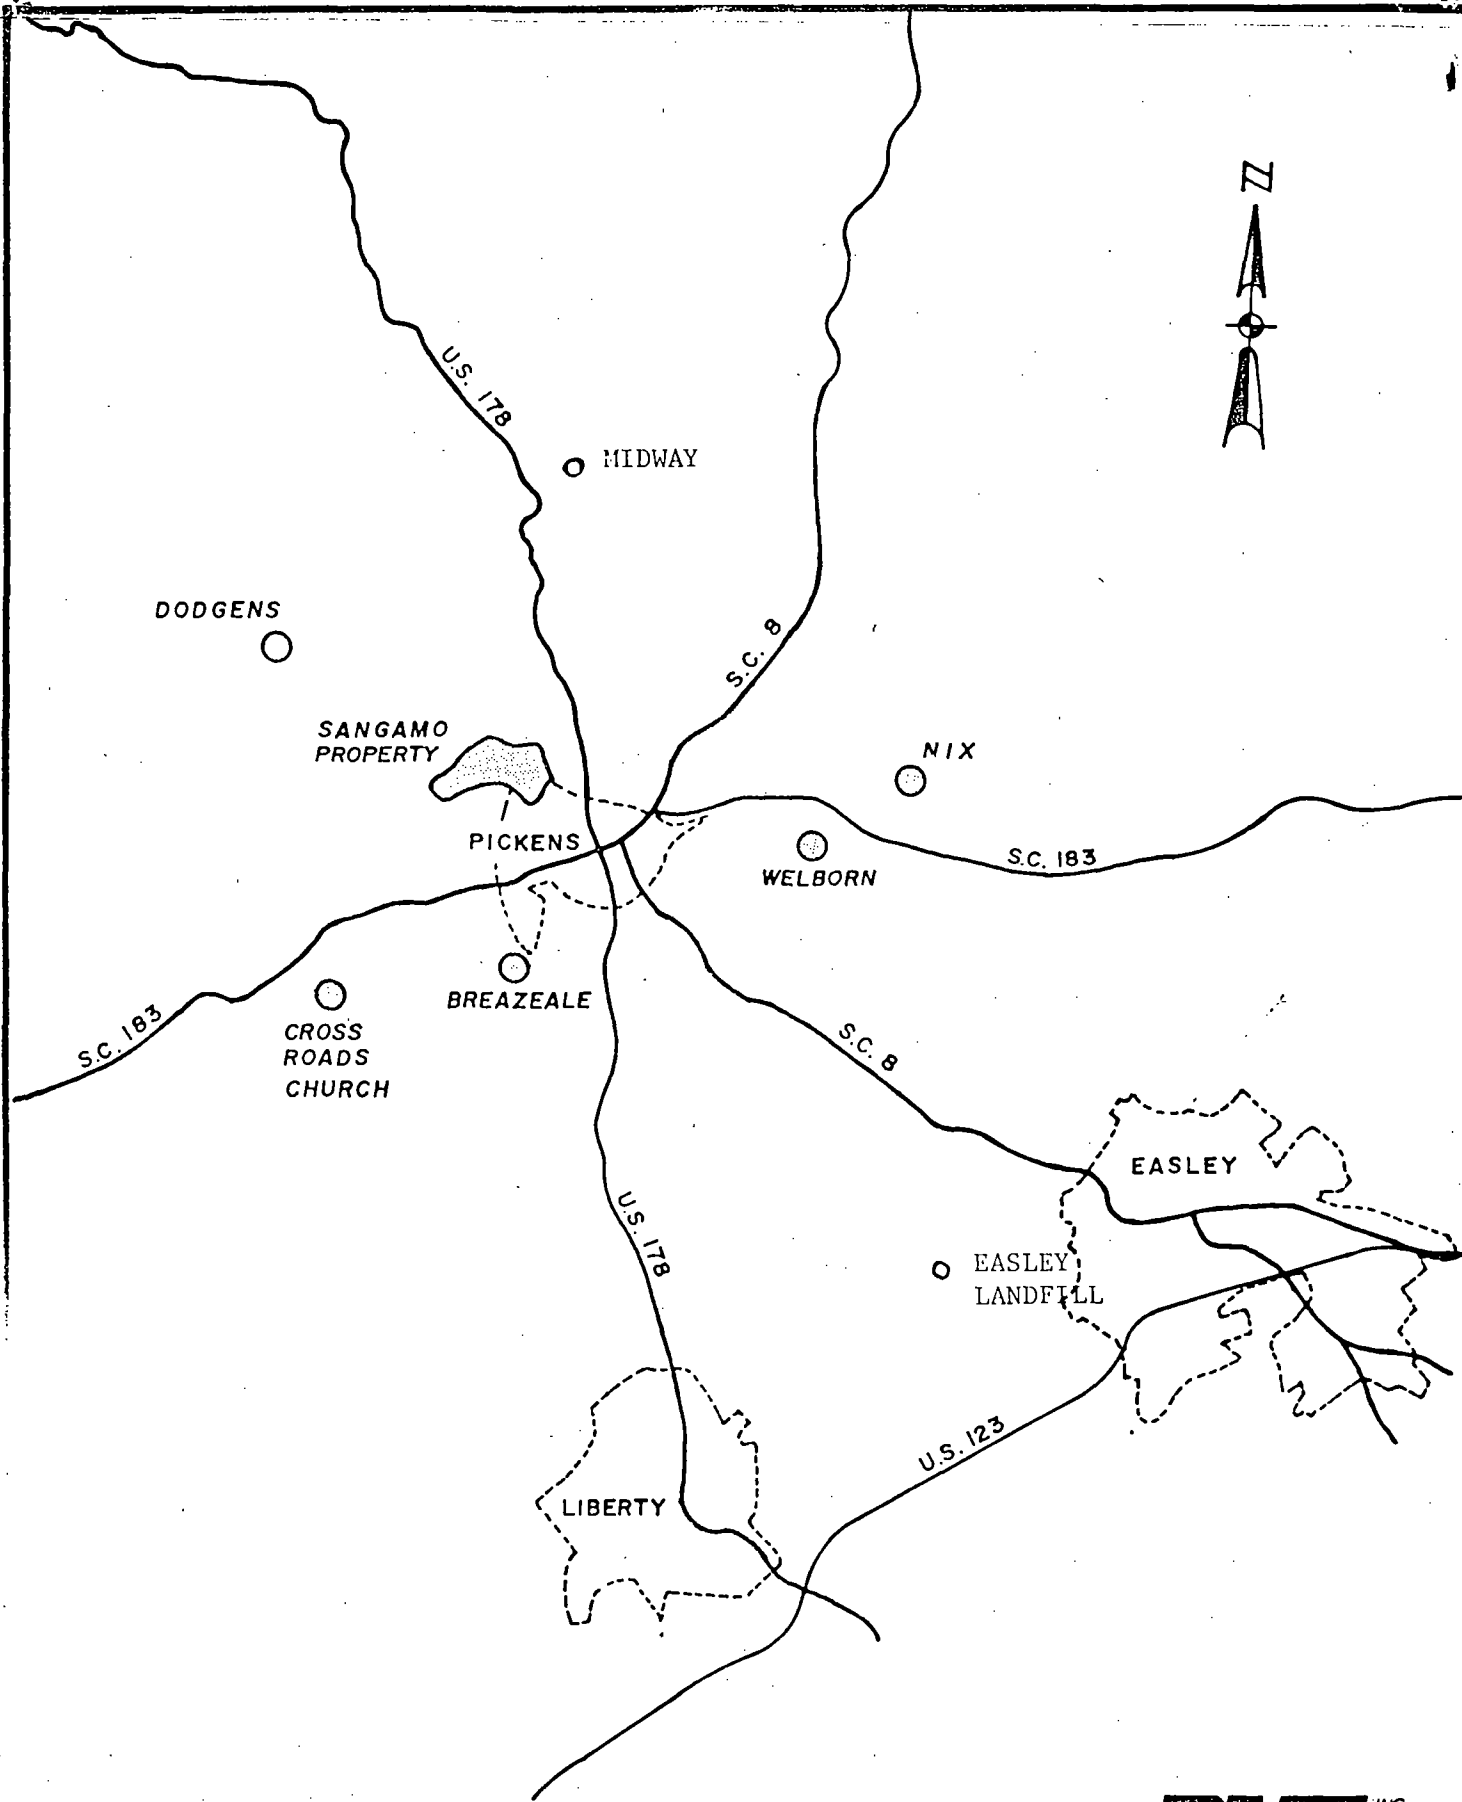 N
U.S. 178
MIDWAY
DODGENS
S.C. 8
SANGAMO
PROPERTY
NIX
PICKENS
S.C. 183
WELBORN
BREAZEALE
S.C. 183
CROSS
ROADS
CHURCH
S.C. 8
EASLEY
U.S. 178
EASLEY
LANDFILL
U.S. 123
LIBERTY
INC